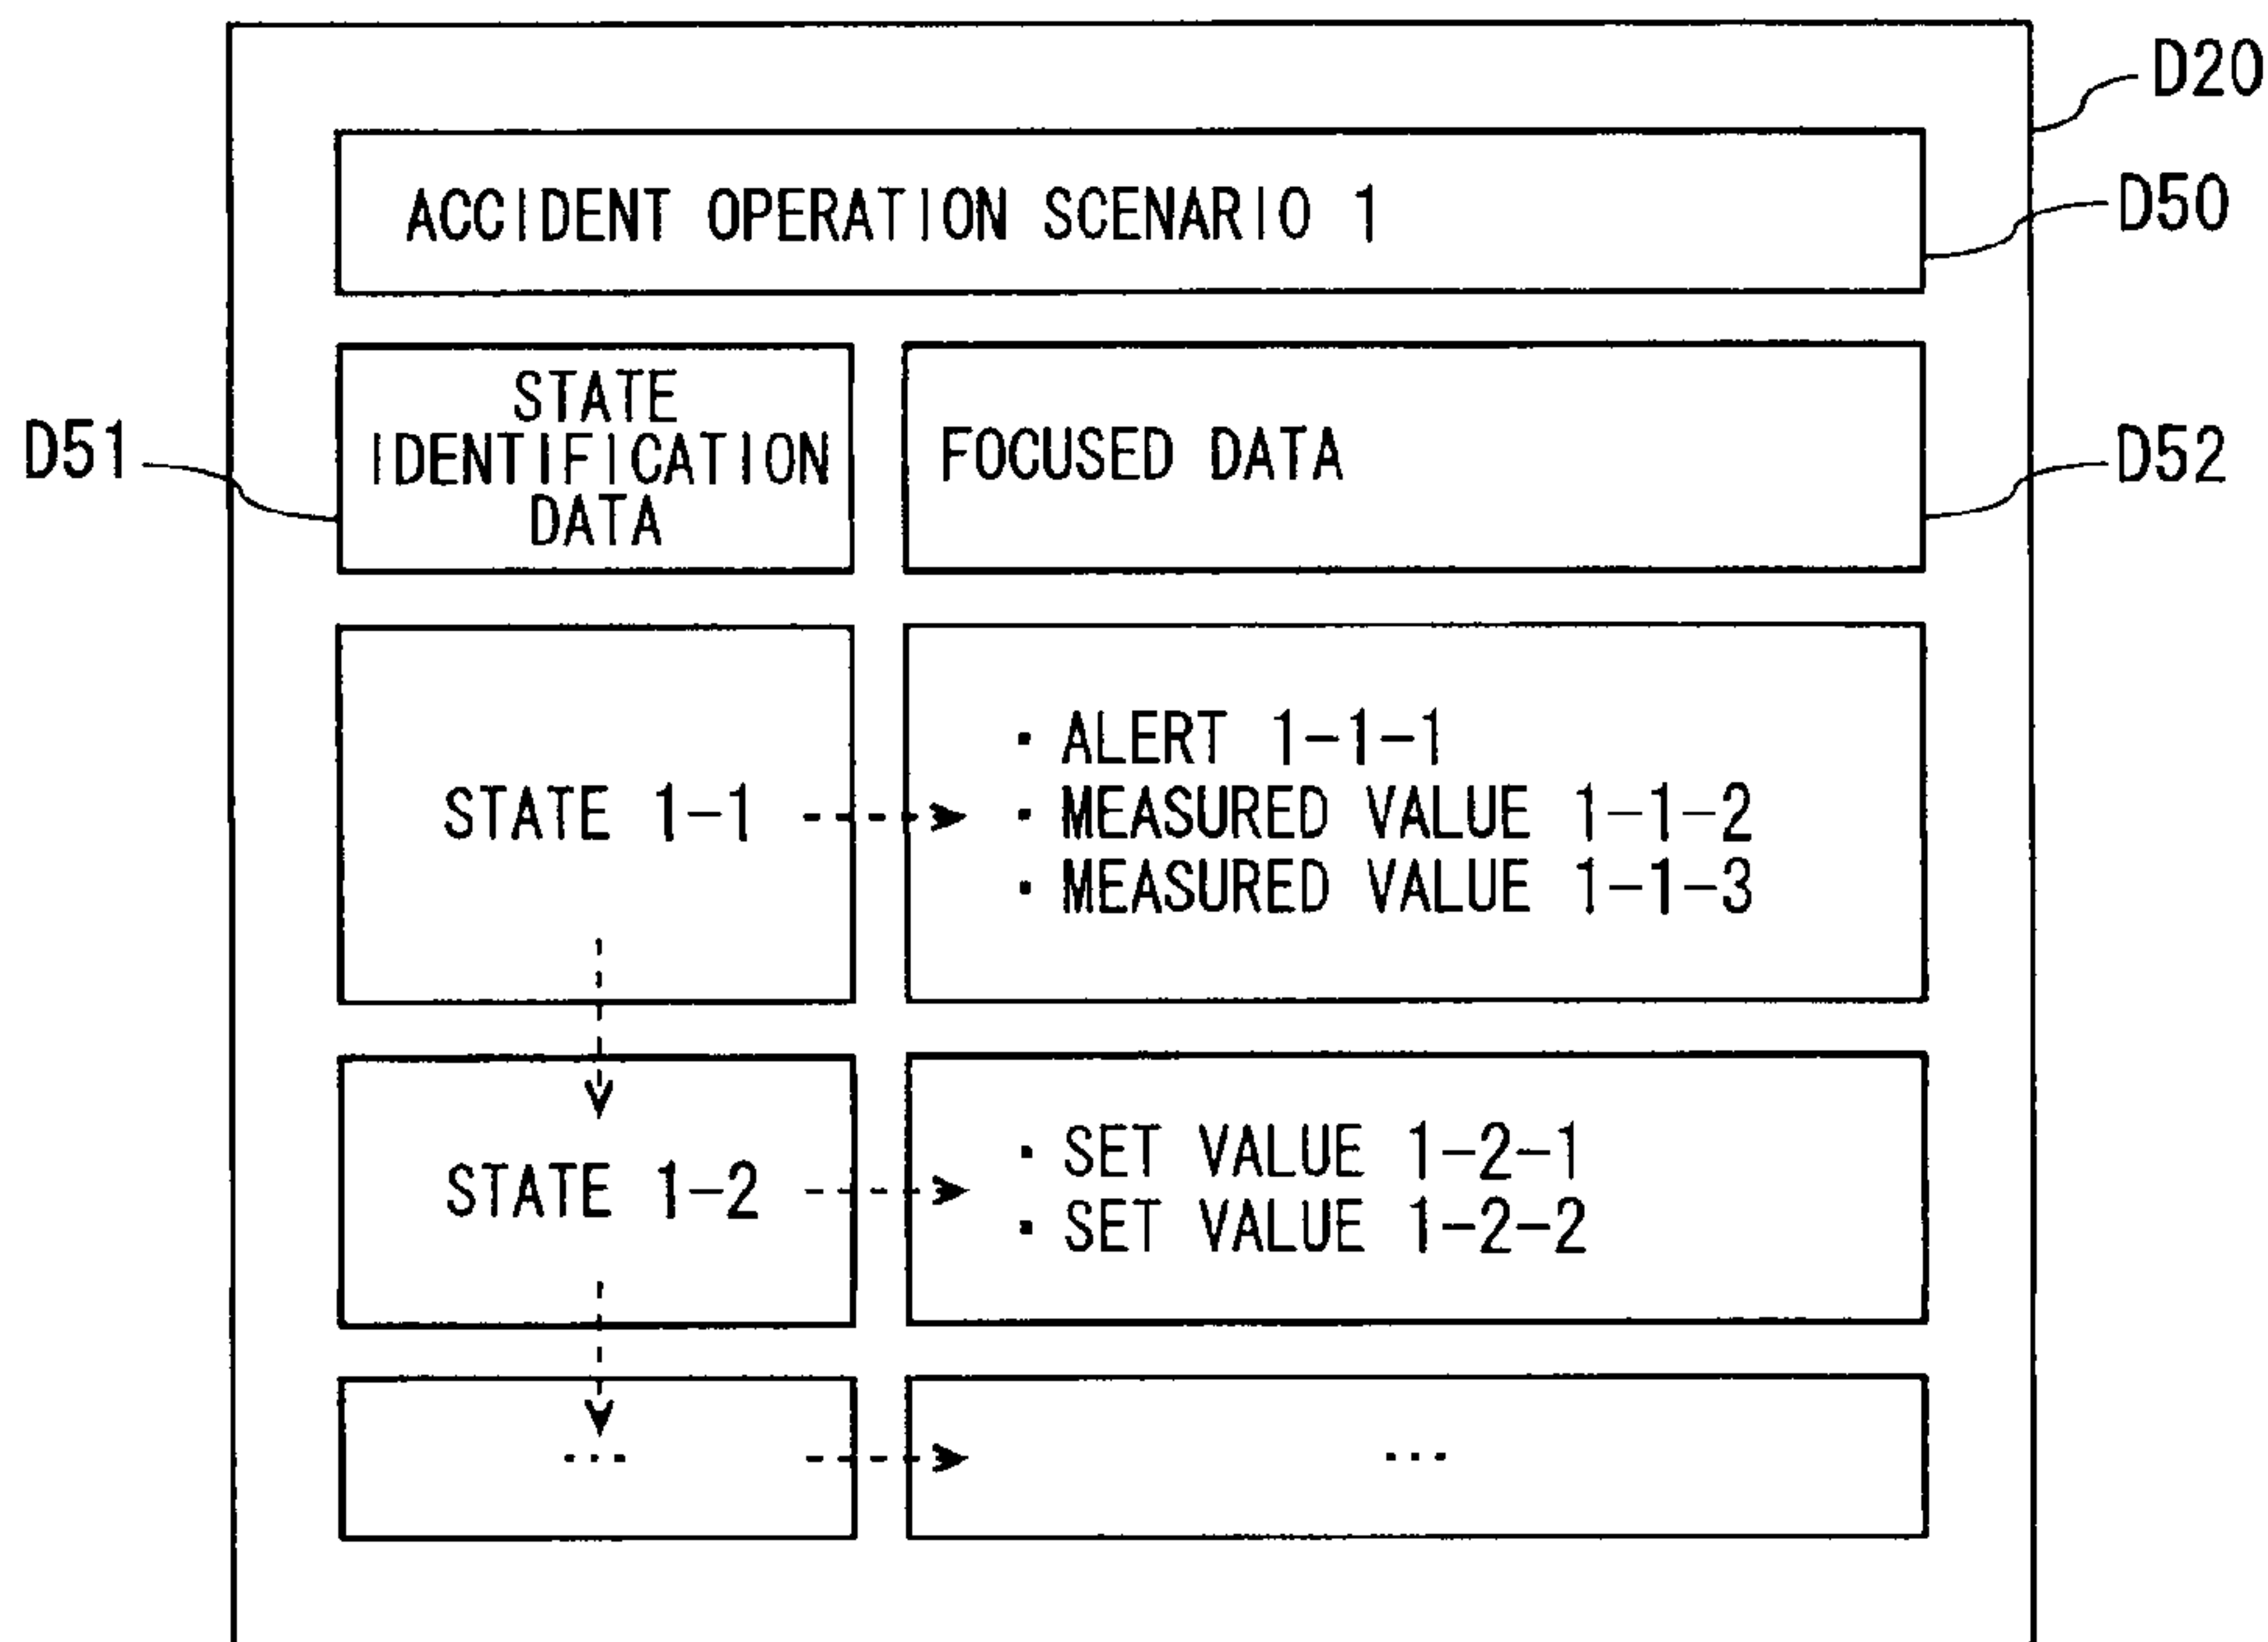 D20
ACCIDENT OPERATION SCENARIO 1
D50
STATE
IDENTIFICATION
DATA
D51
FOCUSED DATA
D52
STATE 1-1
· ALERT 1-1-1
· MEASURED VALUE 1-1-2
· MEASURED VALUE 1-1-3
STATE 1-2
· SET VALUE 1-2-1
· SET VALUE 1-2-2
...
...